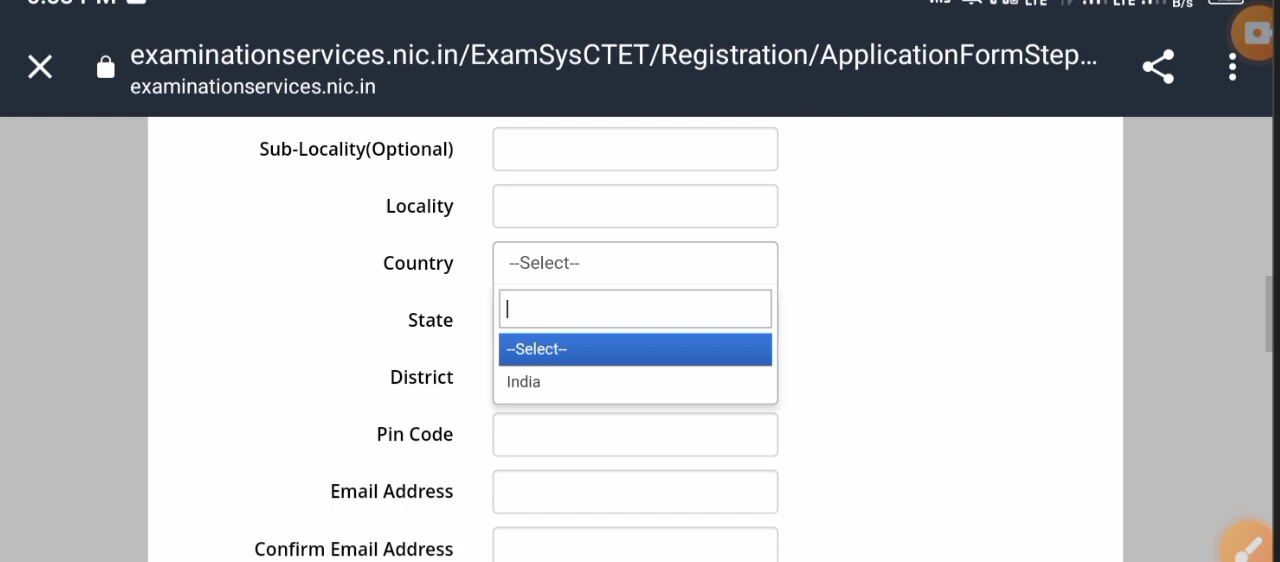 examinationservices.nic.in/ExamSysCTET/Registration/ApplicationFormStep...
examinationservices.nic.in
Sub-Locality(Optional)
Locality
Country --Select--
State
--Select--
District India
Pin Code
Email Address
Confirm Email Address